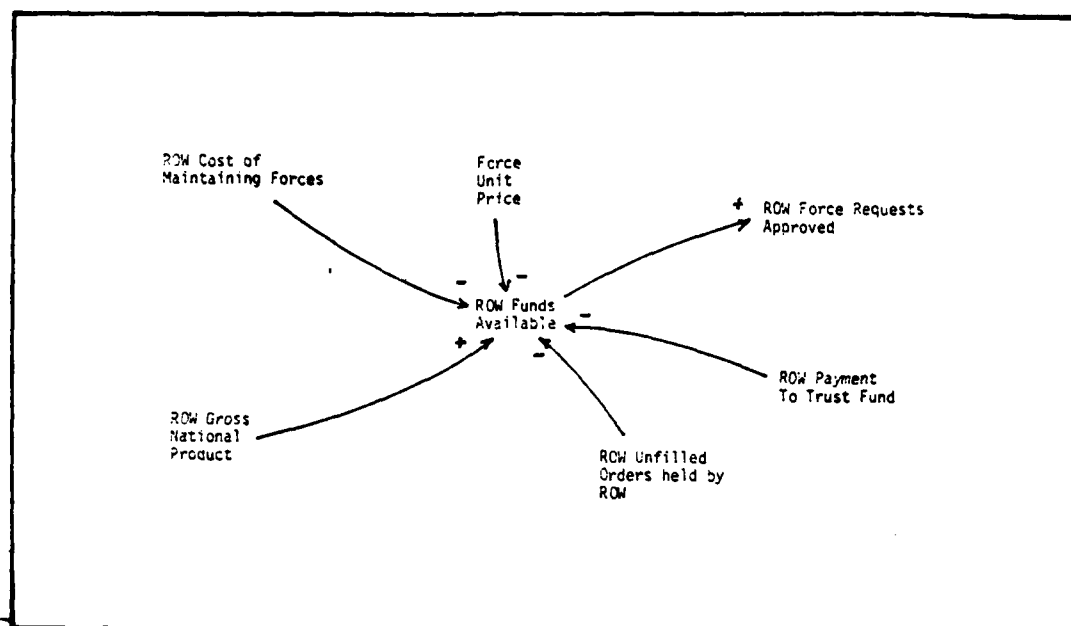 ROW Cost of
Maintaining Forces
Force
Unit
Price
+
ROW Force Requests
Approved
-
-
ROW Funds
Available
-
+
-
ROW Payment
To Trust Fund
ROW Gross
National
Product
ROW Unfilled
Orders held by
ROW